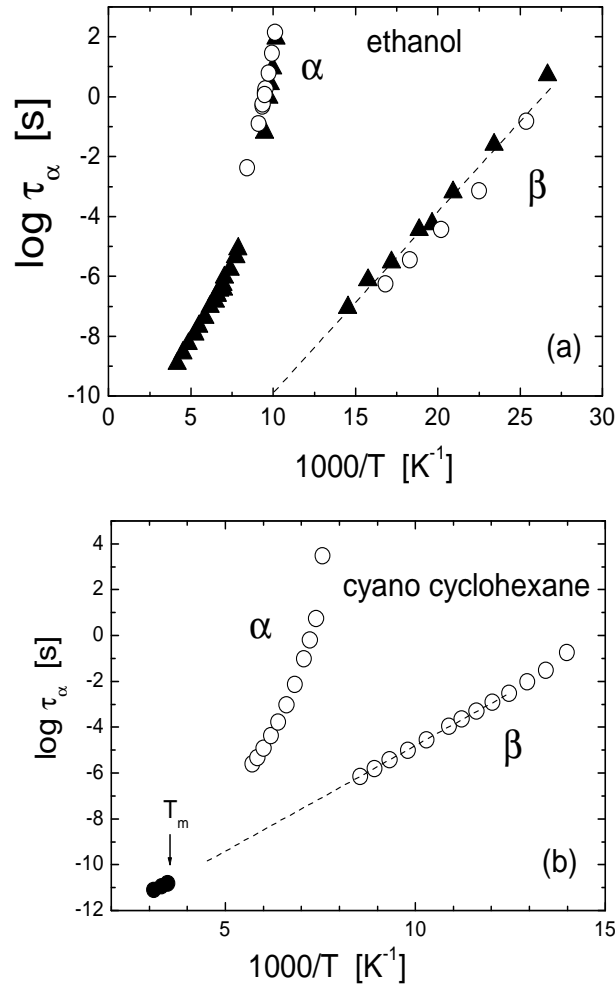 (a)
ethanol
α
β
log τα [s]
2
0
-2
-4
-6
-8
-10
0 5 10 15 20 25 30
1000/T [K-1]
cyano cyclohexane
α
β
Tm
(b)
log τα [s]
4
2
0
-2
-4
-6
-8
-10
-12
5 10 15
1000/T [K-1]